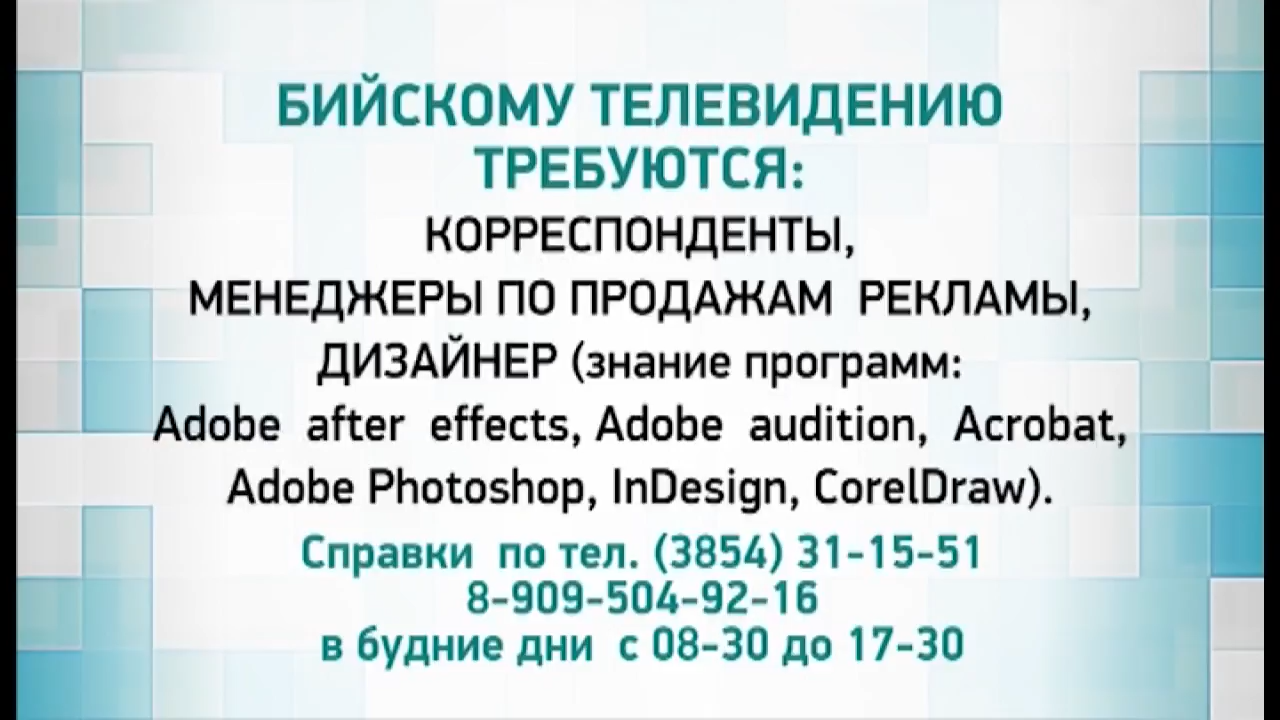 БИЙСКОМУ ТЕЛЕВИДЕНИЮ
ТРЕБУЮТСЯ:
КОРРЕСПОНДЕНТЫ,
МЕНЕДЖЕРЫ ПО ПРОДАЖАМ РЕКЛАМЫ,
ДИЗАЙНЕР (знание программ:
Adobe after effects, Adobe audition, Acrobat,
Adobe Photoshop, InDesign, CorelDraw).
Справки по тел. (3854) 31-15-51
8-909-504-92-16
в будние дни с 08-30 до 17-30